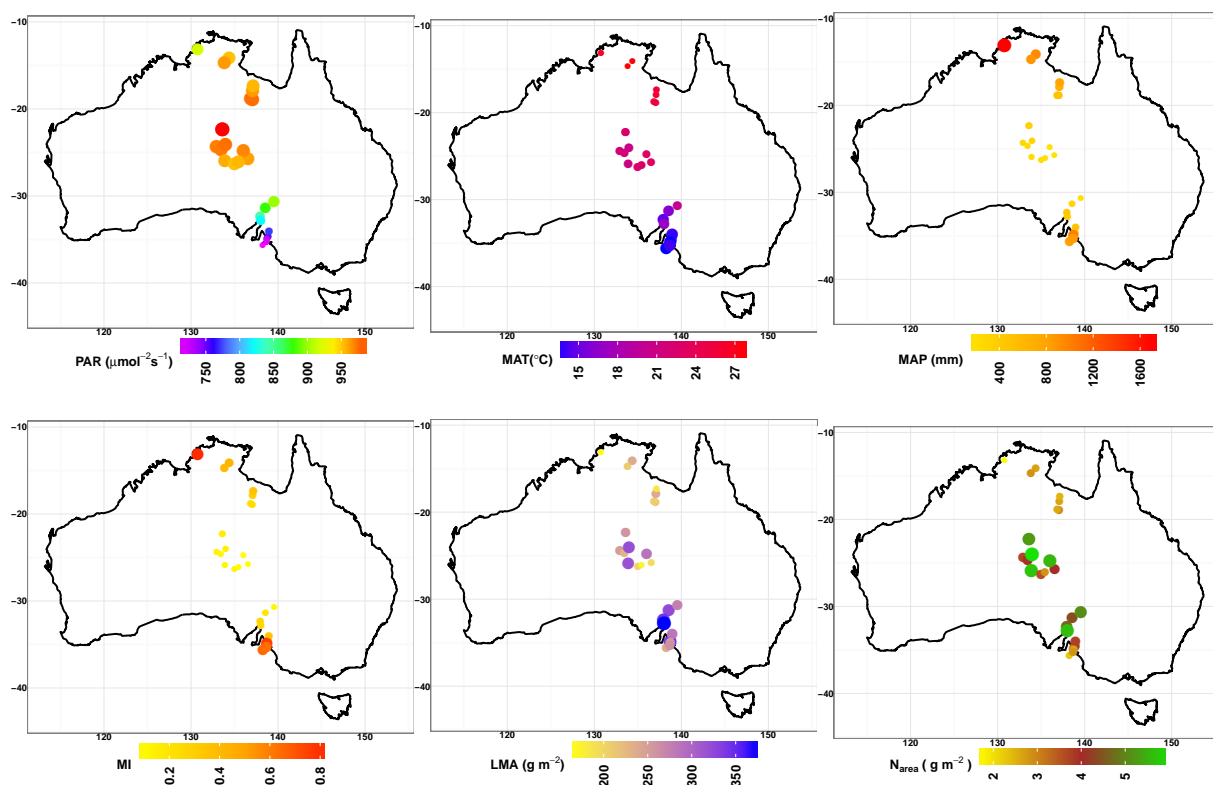 −10 −10 −10
−20 −20 −20
−30 −30 −30
−40 −40 −40
120 130 140 150 120 130 140 150 120 130 140 150
PAR (μmol⁻²s⁻¹) 750 800 850 900 950
MAT(°C) 15 18 21 24 27
MAP (mm) 400 800 1200 1600
−10 −10 −10
−20 −20 −20
−30 −30 −30
−40 −40 −40
120 130 140 150 120 130 140 150 120 130 140 150
MI 0.2 0.4 0.6 0.8
LMA (g m⁻²) 200 250 300 350
N_area ( g m⁻²) 2 3 4 5